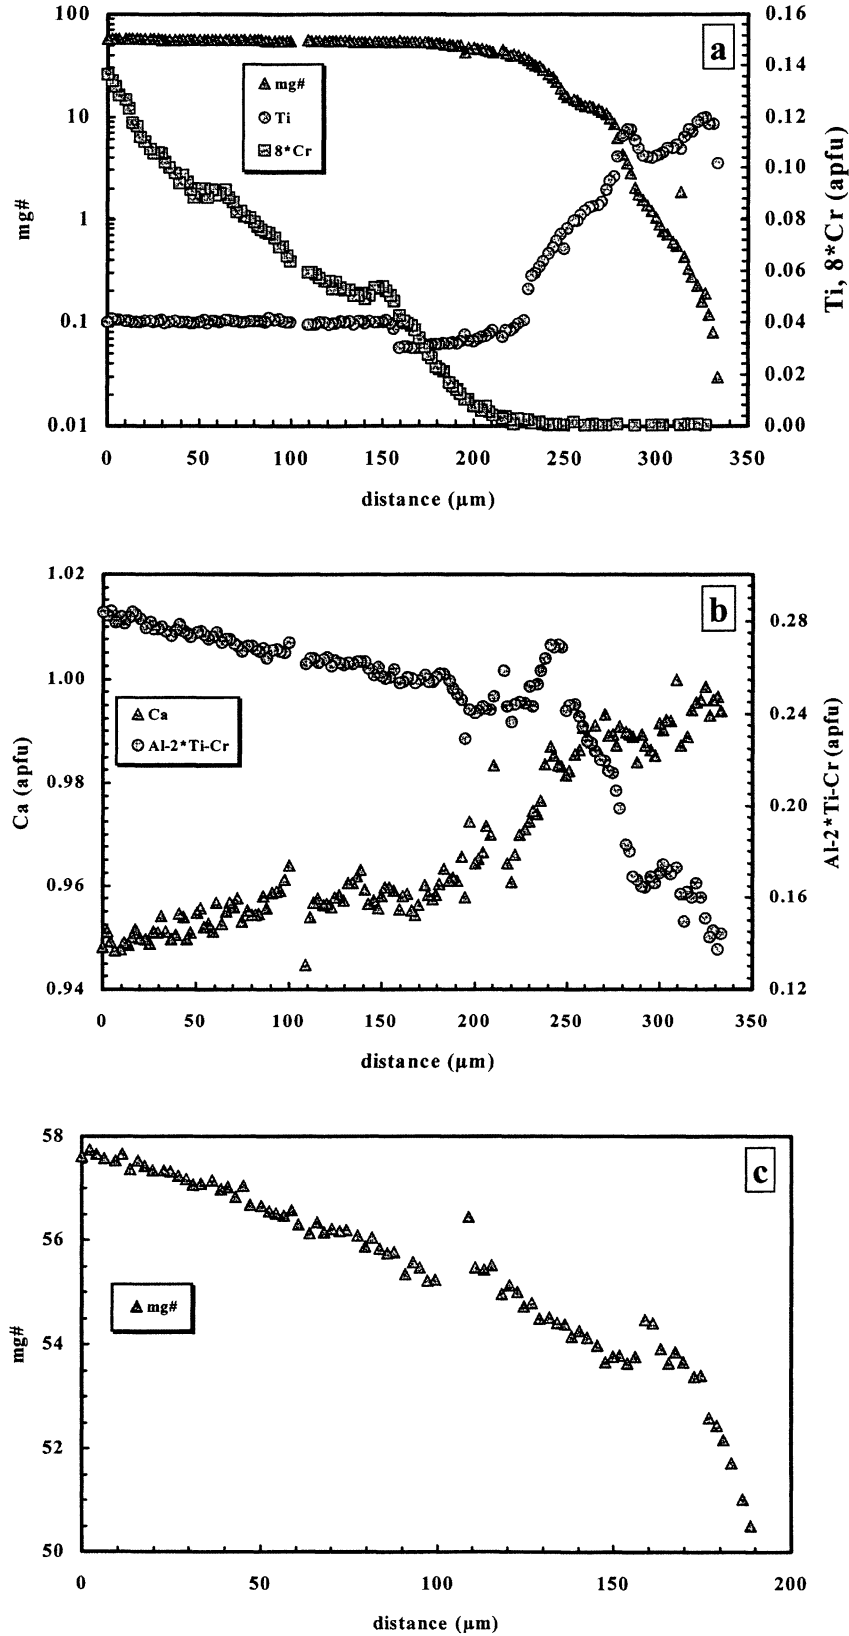 100
10
1
0.1
0.01
mg#
a
mg#
Ti
8*Cr
0.16
0.14
0.12
0.10
0.08
0.06
0.04
0.02
0.00
Ti, 8*Cr (apfu)
0 50 100 150 200 250 300 350
distance (µm)
1.02
1.00
0.98
0.96
0.94
Ca (apfu)
b
Ca
Al-2*Ti-Cr
0.28
0.24
0.20
0.16
0.12
Al-2*Ti-Cr (apfu)
0 50 100 150 200 250 300 350
distance (µm)
58
56
54
52
50
mg#
c
mg#
0 50 100 150 200
distance (µm)